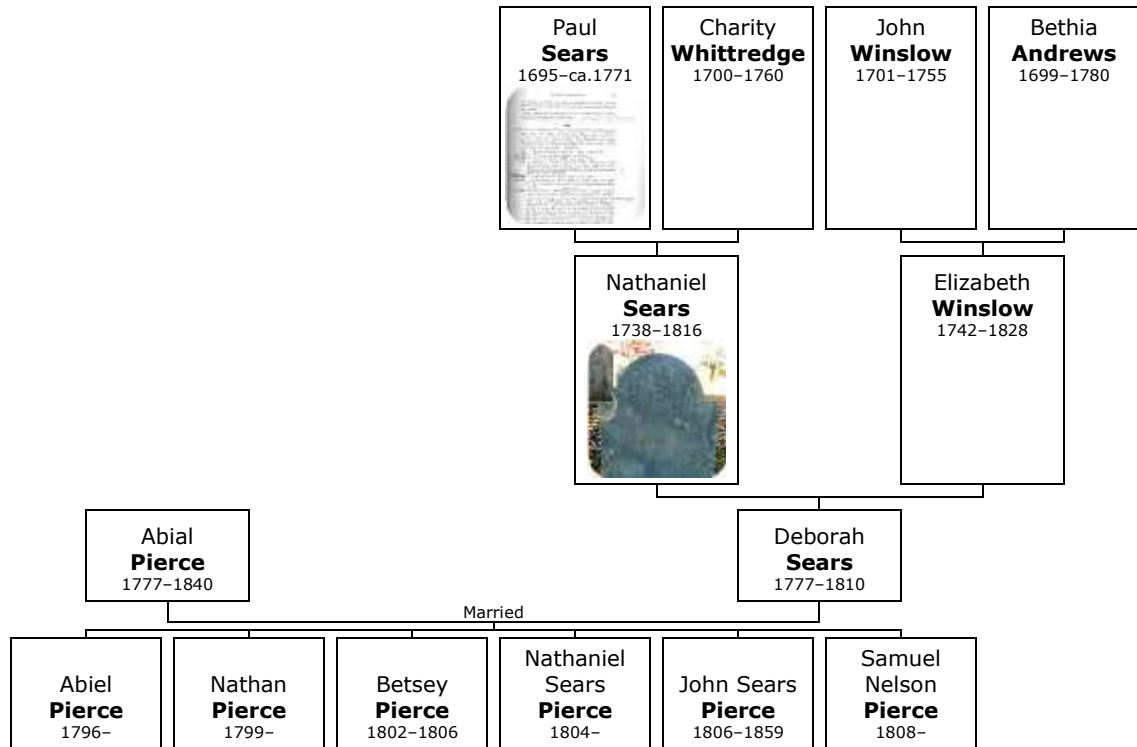 Paul
Sears
1695–ca.1771
Charity
Whittredge
1700–1760
John
Winslow
1701–1755
Bethia
Andrews
1699–1780
Nathaniel
Sears
1738–1816
Elizabeth
Winslow
1742–1828
Abial
Pierce
1777–1840
Deborah
Sears
1777–1810
Married
Abiel
Pierce
1796–
Nathan
Pierce
1799–
Betsey
Pierce
1802–1806
Nathaniel
Sears
Pierce
1804–
John Sears
Pierce
1806–1859
Samuel
Nelson
Pierce
1808–